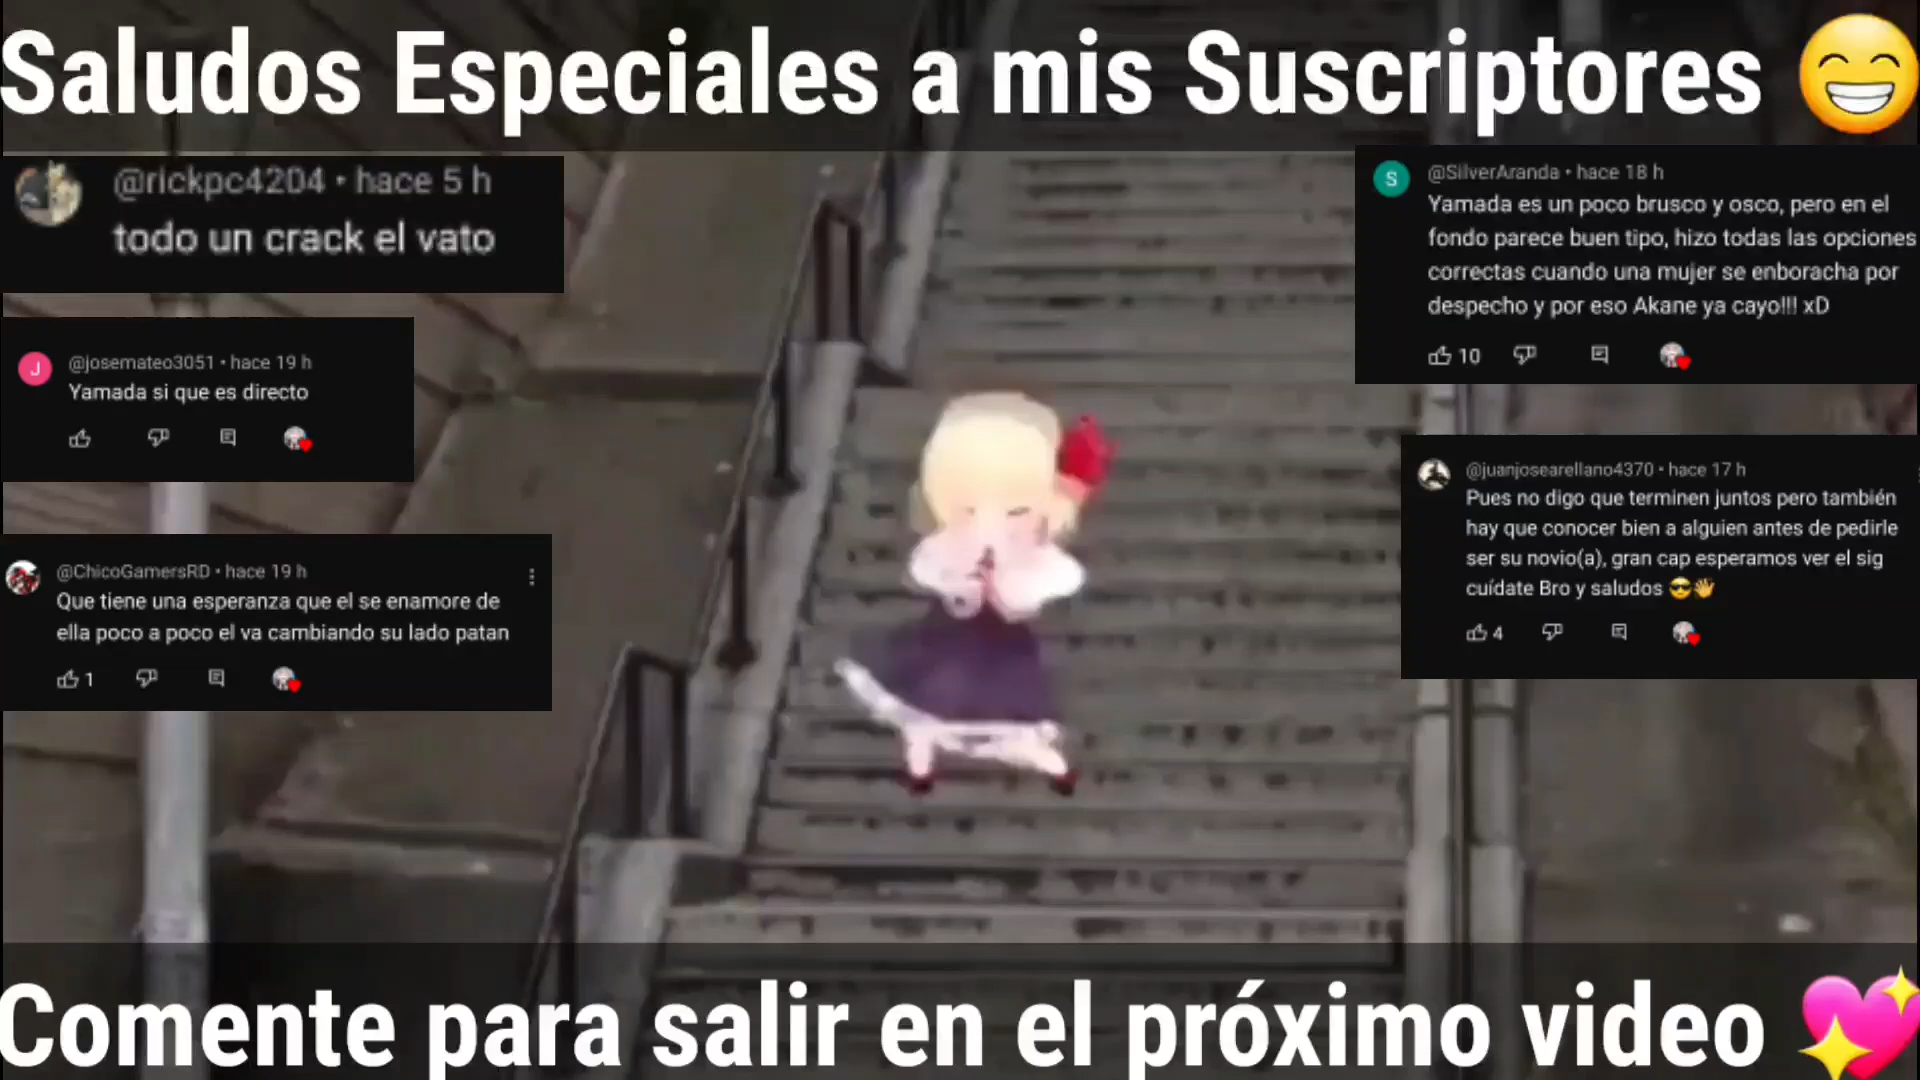 Saludos Especiales a mis Suscriptores 😁
@rickpc4204 • hace 5 h
todo un crack el vato
@josemateo3051 • hace 19 h
Yamada si que es directo
@ChicoGamersRD • hace 19 h
Que tiene una esperanza que el se enamore de
ella poco a poco el va cambiando su lado patan
1
S
@SilverAranda • hace 18 h
Yamada es un poco brusco y osco, pero en el
fondo parece buen tipo, hizo todas las opciones
correctas cuando una mujer se enboracha por
despecho y por eso Akane ya cayo!!! xD
10
J
@juanjosearellano4370 • hace 17 h
Pues no digo que terminen juntos pero también
hay que conocer bien a alguien antes de pedirle
ser su novio(a), gran cap esperamos ver el sig
cuídate Bro y saludos 😎👋
4
Comente para salir en el próximo video 💖